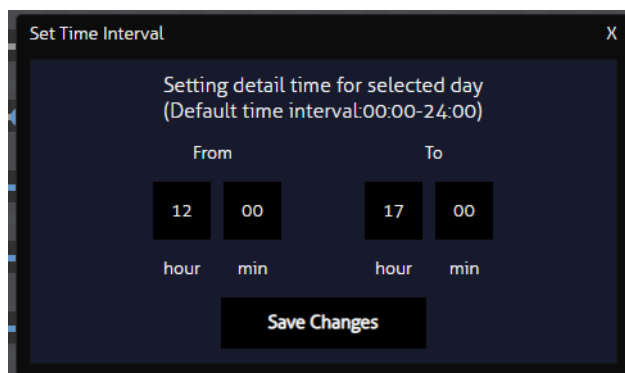 Set Time Interval X
Setting detail time for selected day
(Default time interval:00:00-24:00)
From To
12 00 17 00
hour min hour min
Save Changes